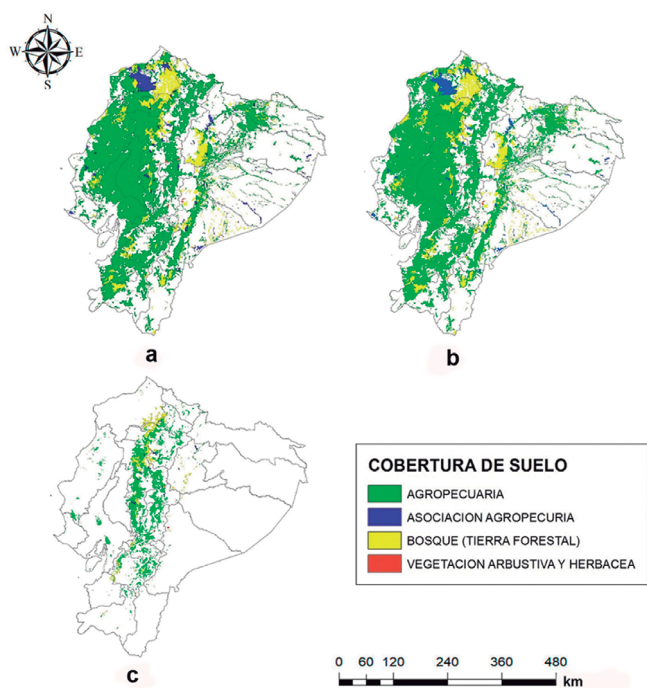 N
W E
S
a
b
COBERTURA DE SUELO
AGROPECUARIA
ASOCIACION AGROPECURIA
BOSQUE (TIERRA FORESTAL)
VEGETACION ARBUSTIVA Y HERBACEA
c
0 60 120 240 360 480
km